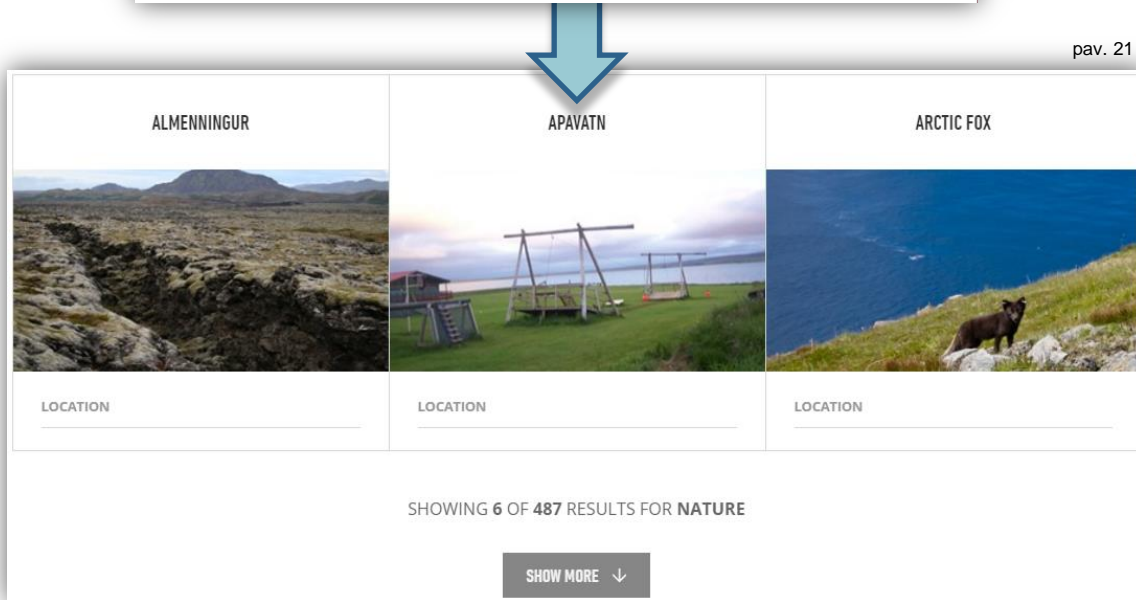 pav. 21
ALMENNINGUR
APAVATN
ARCTIC FOX
LOCATION
LOCATION
LOCATION
SHOWING 6 OF 487 RESULTS FOR NATURE
SHOW MORE